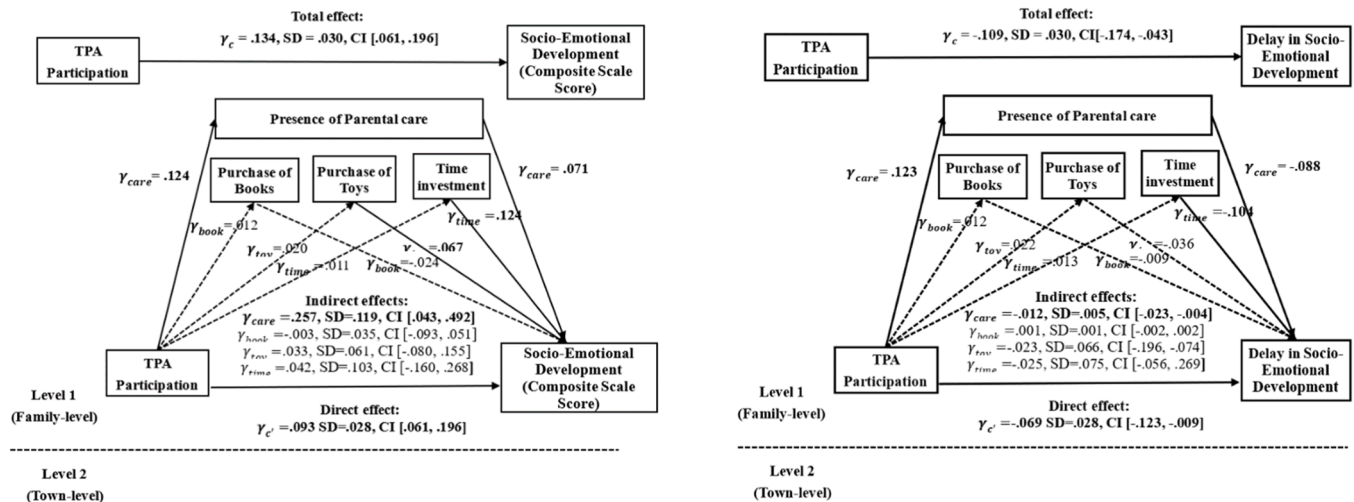 Total effect:
γc = .134, SD = .030, CI [.061, .196]
TPA
Participation
Socio-Emotional
Development
(Composite Scale
Score)
Presence of Parental care
Purchase of
Books
Purchase of
Toys
Time
investment
γcare= .124
γcare= .071
γbook=.012
γtoy=.020
γtime=.011
γtime = .124
=.067
γbook=-.024
Indirect effects:
γcare=.257, SD=.119, CI [.043, .492]
γbook=-.003, SD=.035, CI [-.093, .051]
γtoy=.033, SD=.061, CI [-.080, .155]
γtime=.042, SD=.103, CI [-.160, .268]
TPA
Participation
Socio-Emotional
Development
(Composite Scale
Score)
Level 1
(Family-level)
Direct effect:
γc'=.093 SD=.028, CI [.061, .196]
Level 2
(Town-level)
Total effect:
γc = -.109, SD = .030, CI[-.174, -.043]
TPA
Participation
Delay in Socio-
Emotional
Development
Presence of Parental care
Purchase of
Books
Purchase of
Toys
Time
investment
γcare= .123
γcare= -.088
γbook=.012
γtoy=.022
γtime=.013
γtime=-.104
=-.036
γbook=-.009
Indirect effects:
γcare=-.012, SD=.005, CI [-.023, -.004]
γbook=.001, SD=.001, CI [-.002, .002]
γtoy=-.023, SD=.066, CI [-.196, -.074]
γtime=-.025, SD=.075, CI [-.056, .269]
TPA
Participation
Delay in Socio-
Emotional
Development
Level 1
(Family-level)
Direct effect:
γc' =-.069 SD=.028, CI [-.123, -.009]
Level 2
(Town-level)